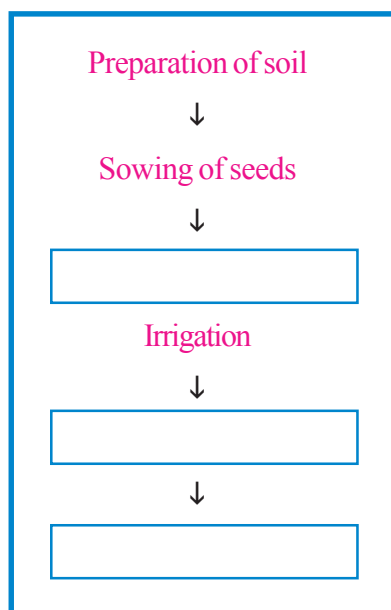 Preparation of soil
↓
Sowing of seeds
↓
Irrigation
↓
↓